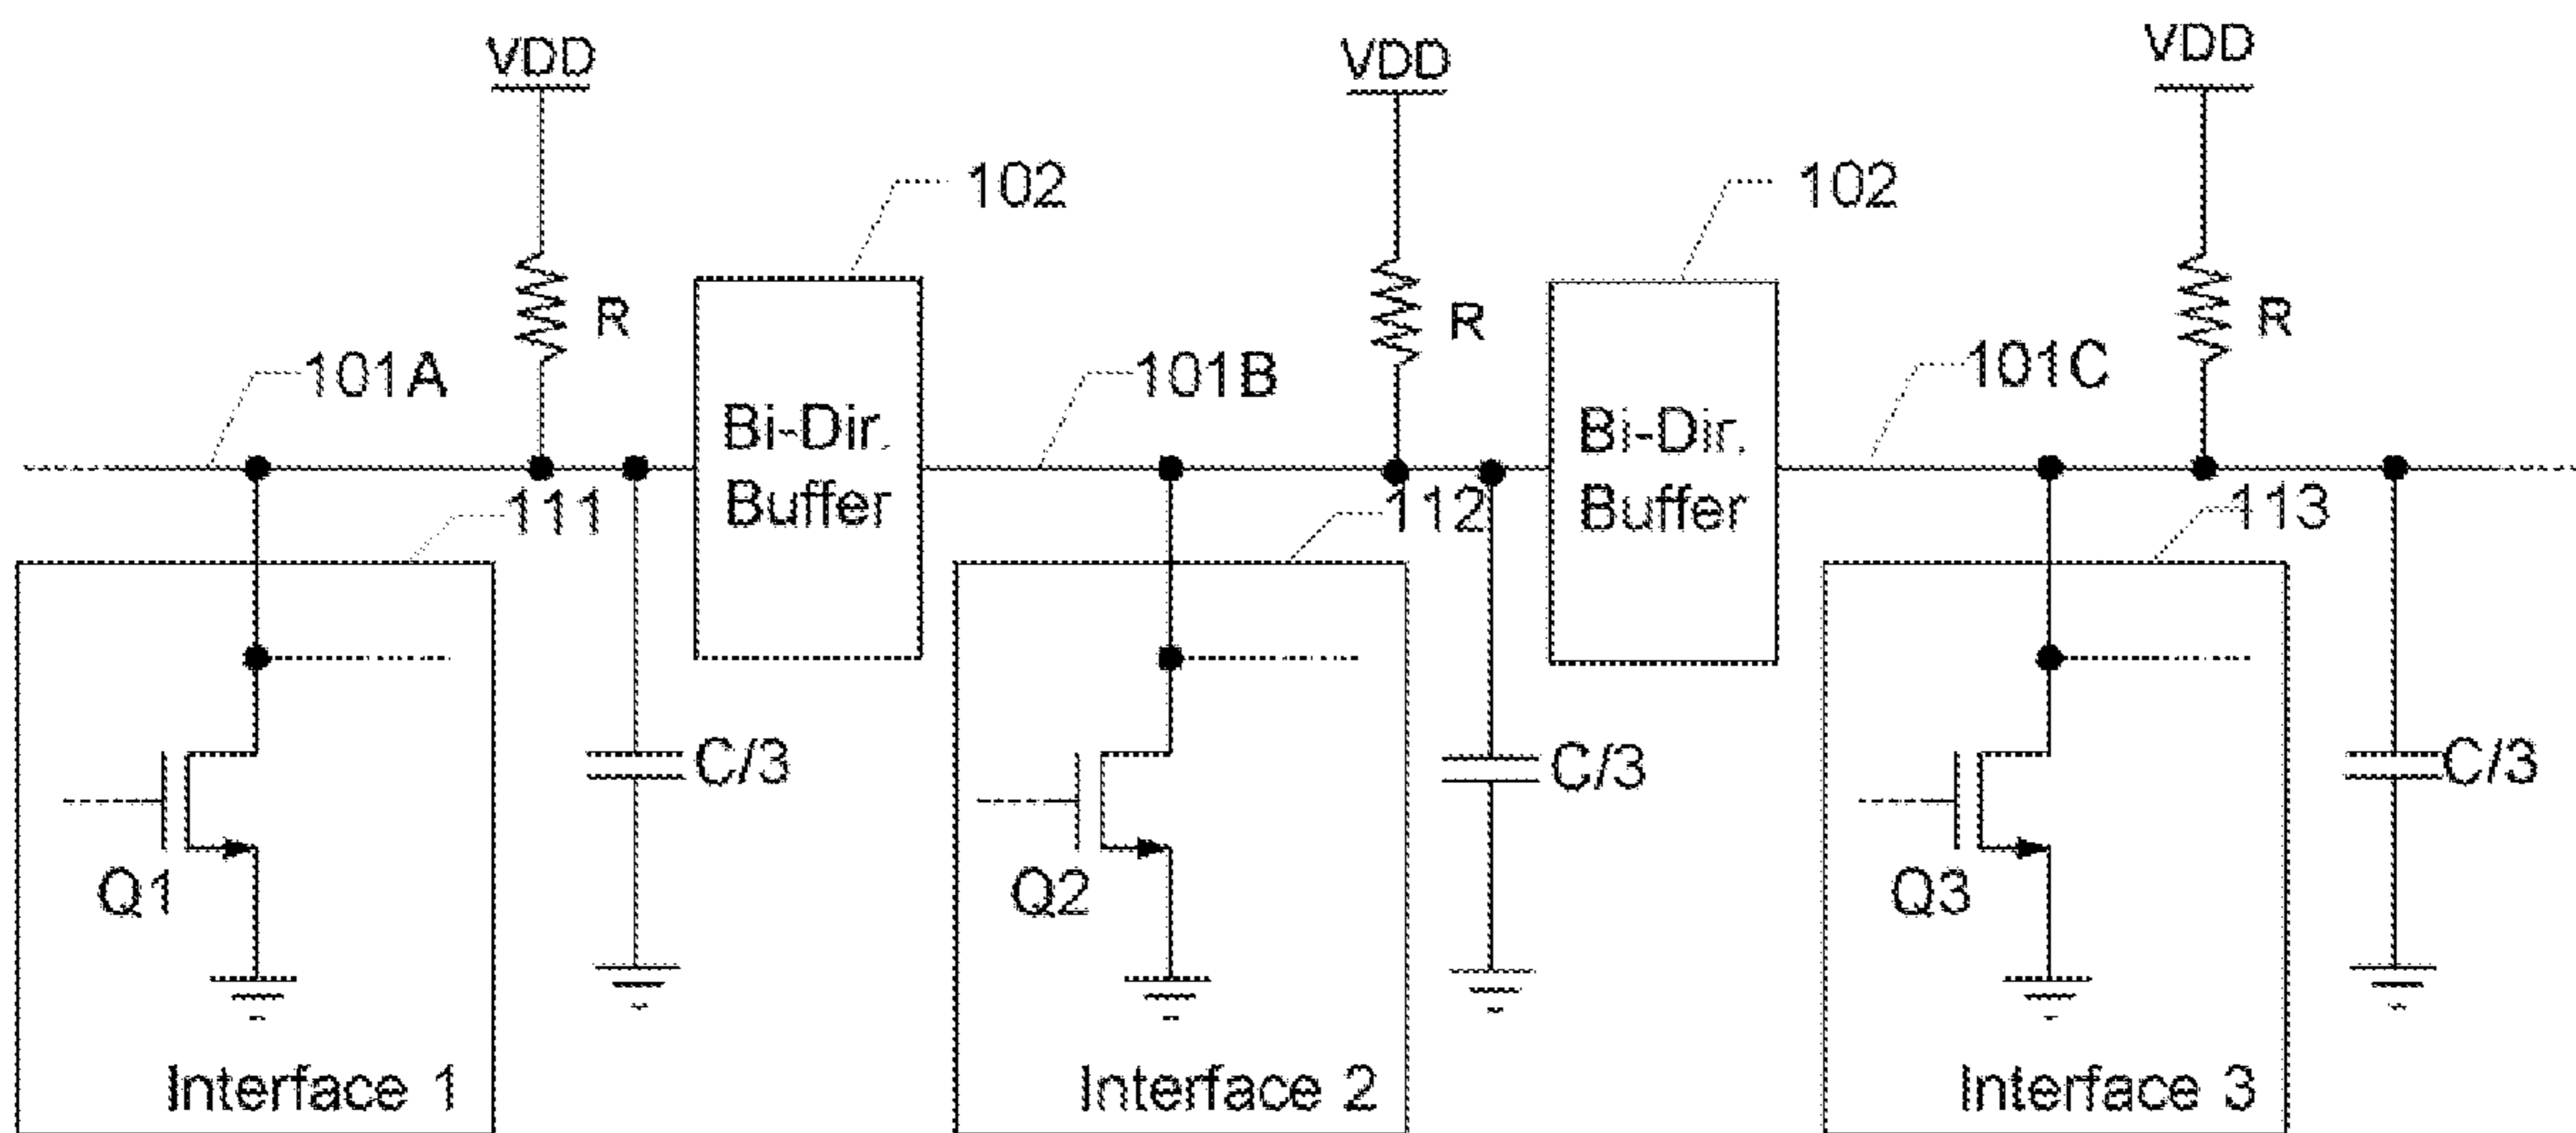 VDD VDD VDD
102 102
R R R
101A 101B 101C
Bi-Dir. Buffer
Bi-Dir. Buffer
111 112 113
C/3 C/3 C/3
Q1 Q2 Q3
Interface 1 Interface 2 Interface 3